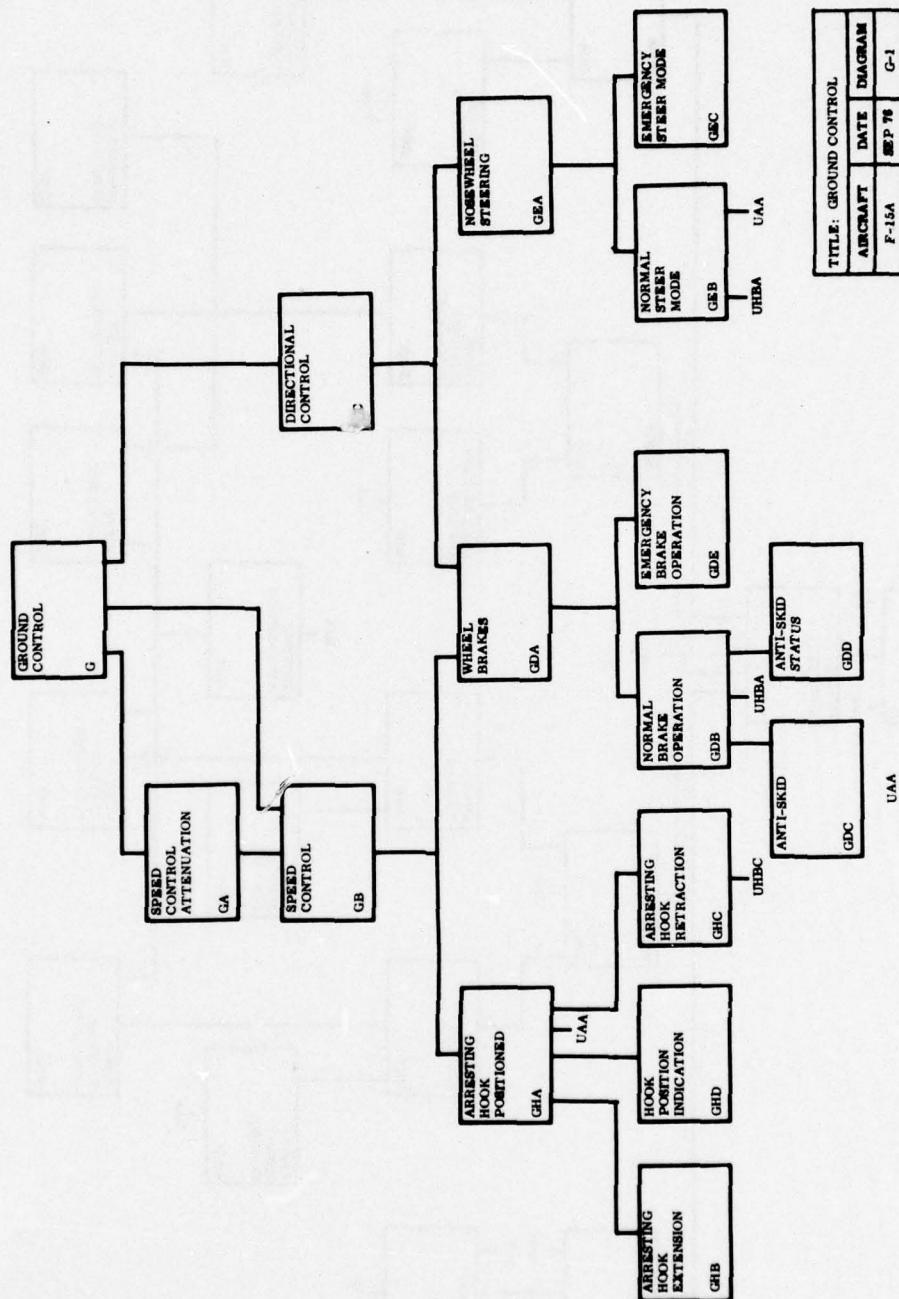 GROUND
CONTROL
G
SPEED
CONTROL
ATTENUATION
GA
SPEED
CONTROL
GB
DIRECTIONAL
CONTROL
C
ARRESTING
HOOK
POSITIONED
GHA
UAA
WHEEL
BRAKES
GDA
NOSEWHEEL
STEERING
GEA
ARRESTING
HOOK
EXTENSION
GHB
HOOK
POSITION
INDICATION
GHD
ARRESTING
HOOK
RETRACTION
GHC
UHBC
NORMAL
BRAKE
OPERATION
GDB
UHBA
EMERGENCY
BRAKE
OPERATION
GDE
NORMAL
STEER
MODE
GEB
UHBA
UAA
EMERGENCY
STEER MODE
GEC
ANTI-SKID
GDC
UAA
ANTI-SKID
STATUS
GDD
TITLE: GROUND CONTROL
AIRCRAFT DATE DIAGRAM
F-15A SEP 78 G-1